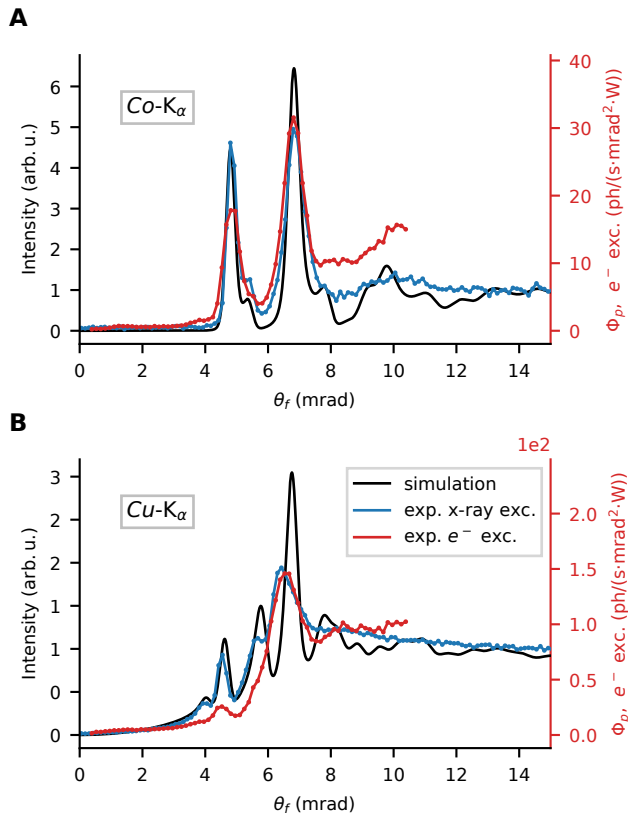 A
Co-Kα
Intensity (arb. u.)
0
1
2
3
4
5
6
0
10
20
30
40
Φp, e− exc. (ph/(s·mrad²·W))
0 2 4 6 8 10 12 14
θf (mrad)
B
1e2
Cu-Kα
simulation
exp. x-ray exc.
exp. e− exc.
Intensity (arb. u.)
3
2
2
1
1
0
0
2.0
1.5
1.0
0.5
0.0
Φp, e− exc. (ph/(s·mrad²·W))
0 2 4 6 8 10 12 14
θf (mrad)